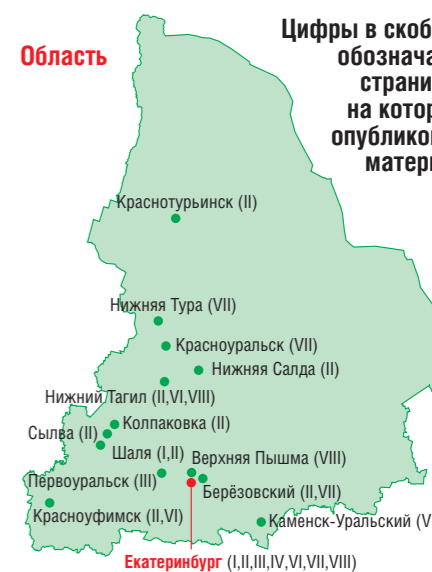 Область
Цифры в скоб
обознача
страни
на котор
опубликов
матери
Краснотурьинск (II)
Нижняя Тура (VII)
Красноуральск (VII)
Нижняя Салда (II)
Нижний Тагил (II,VI,VIII)
Колпаковка (II)
Сылва (II)
Шаля (I,II)
Верхняя Пышма (VIII)
Первоуральск (III)
Берёзовский (II,VII)
Красноуфимск (II,VI)
Каменск-Уральский (V
Екатеринбург (I,II,III,IV,VI,VII,VIII)